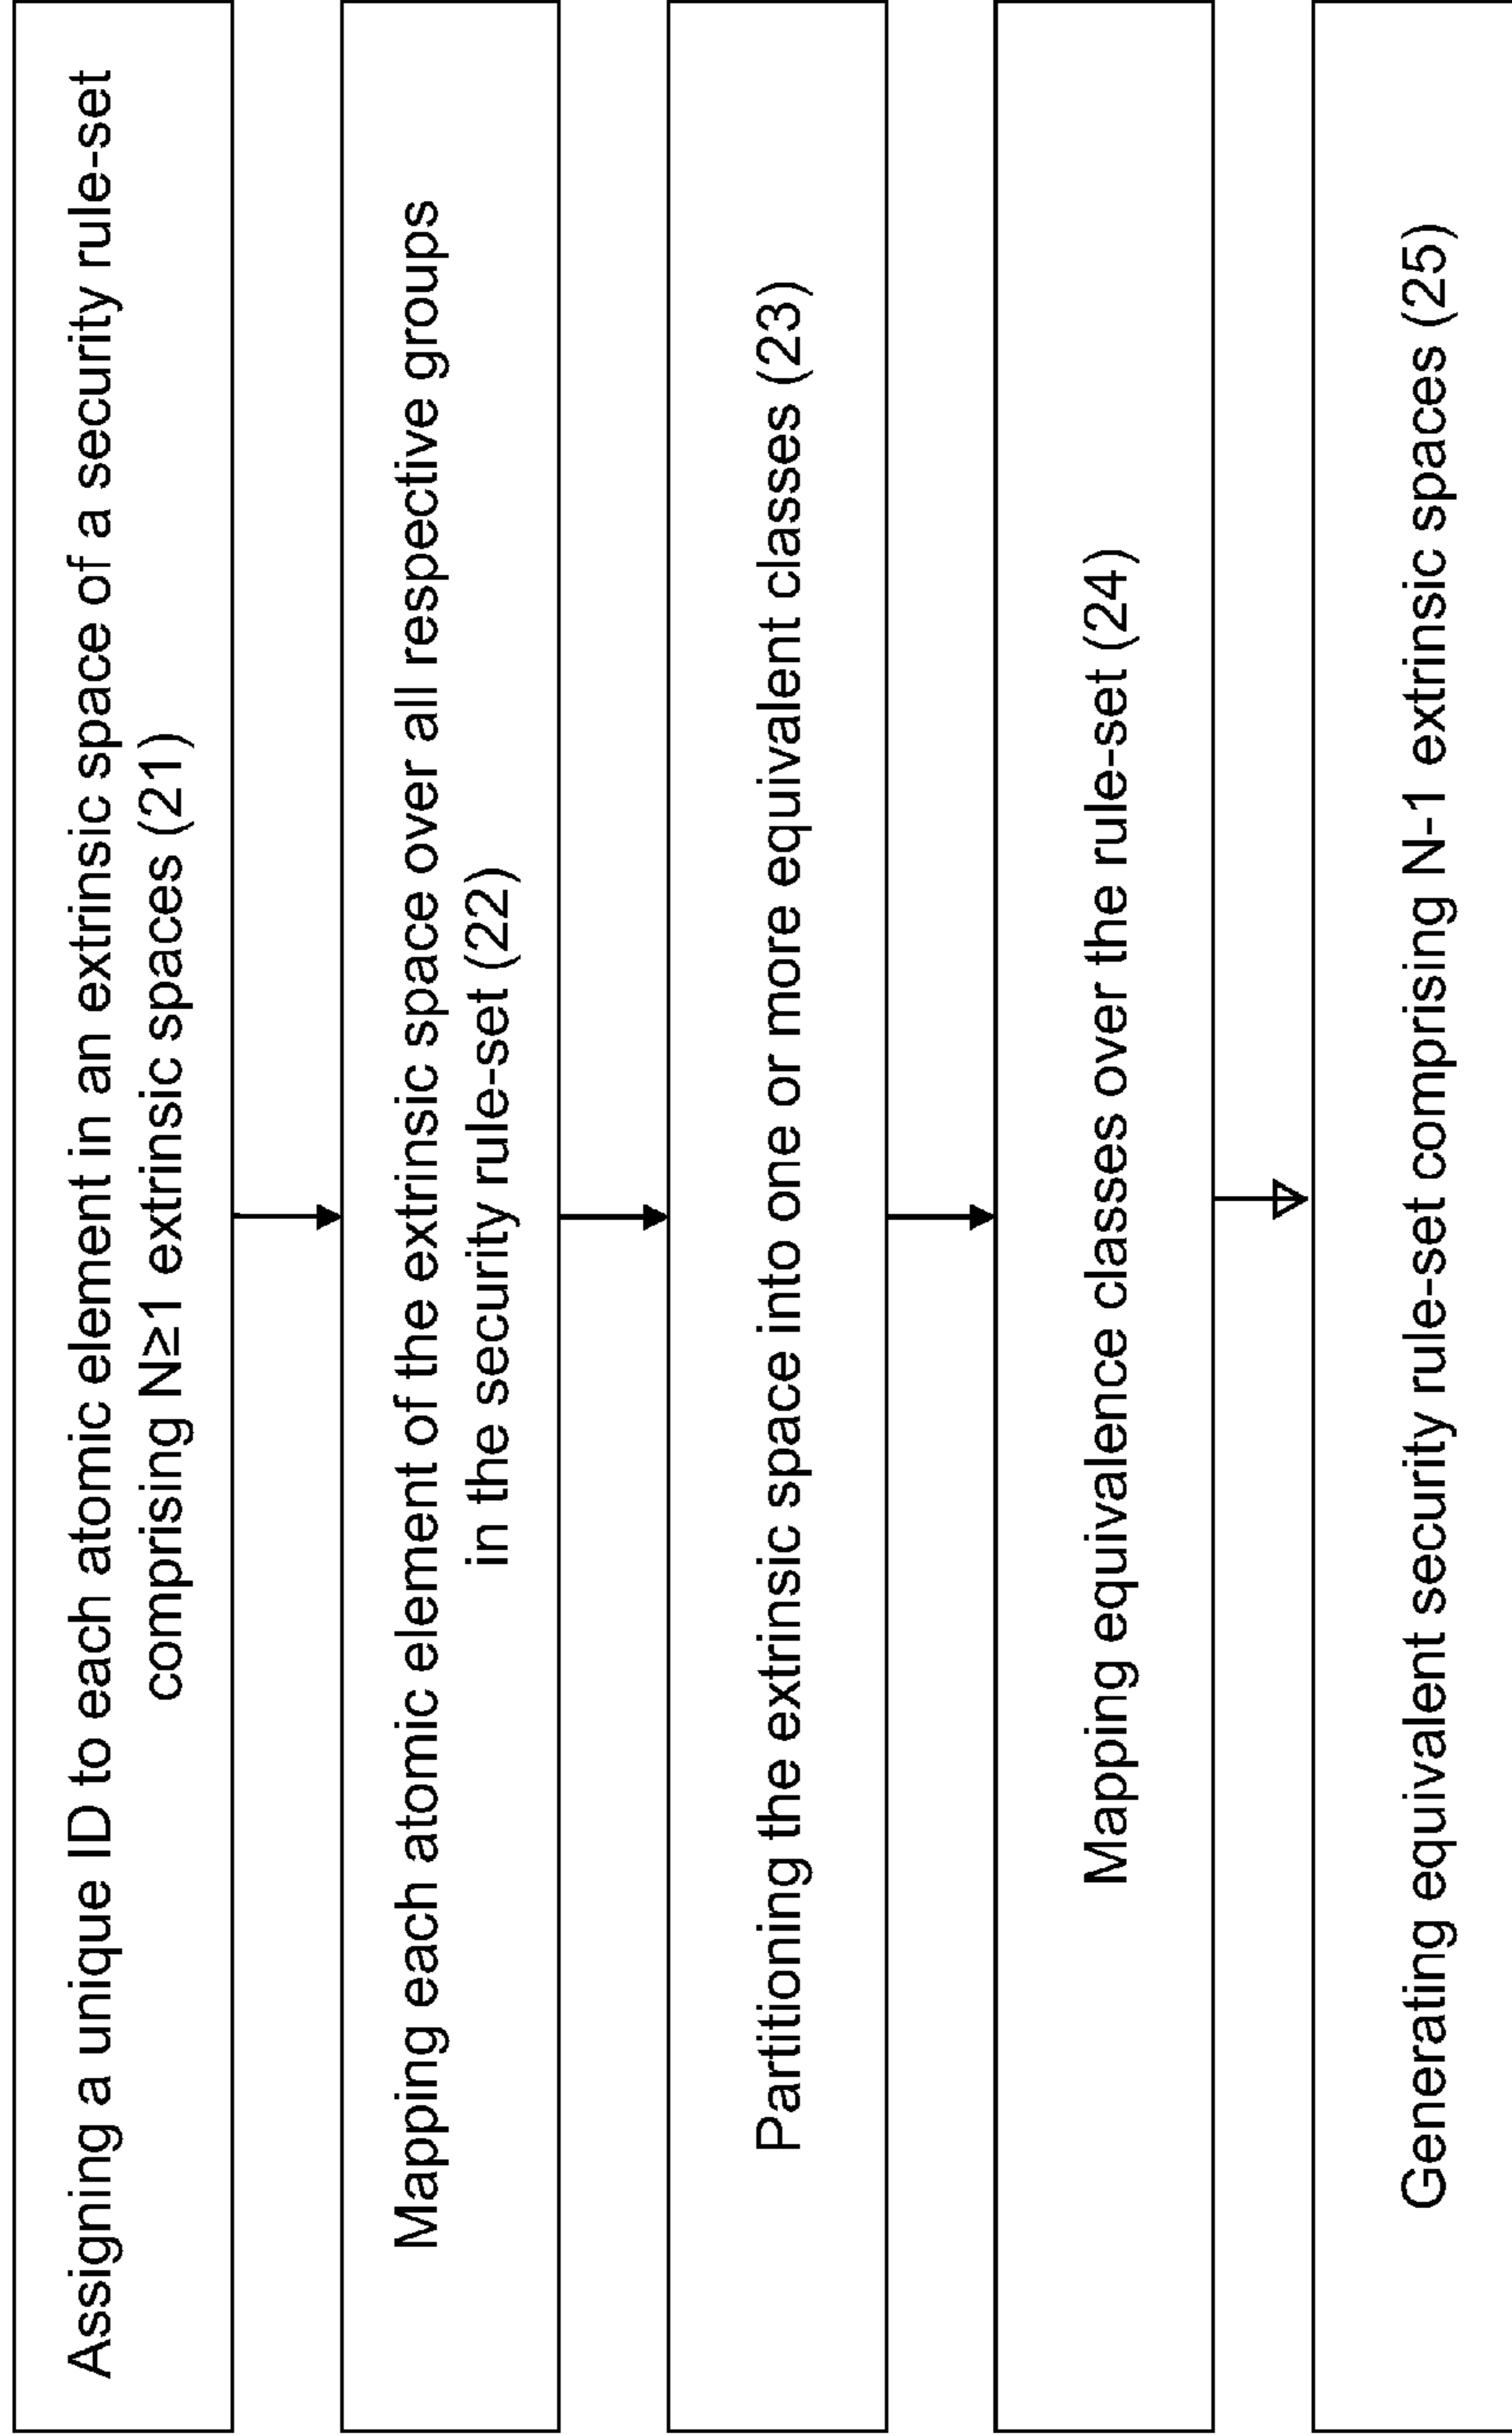 Assigning a unique ID to each atomic element in an extrinsic space of a security rule-set
comprising N≥1 extrinsic spaces (21)
Mapping each atomic element of the extrinsic space over all respective groups
in the security rule-set (22)
Partitioning the extrinsic space into one or more equivalent classes (23)
Mapping equivalence classes over the rule-set (24)
Generating equivalent security rule-set comprising N-1 extrinsic spaces (25)